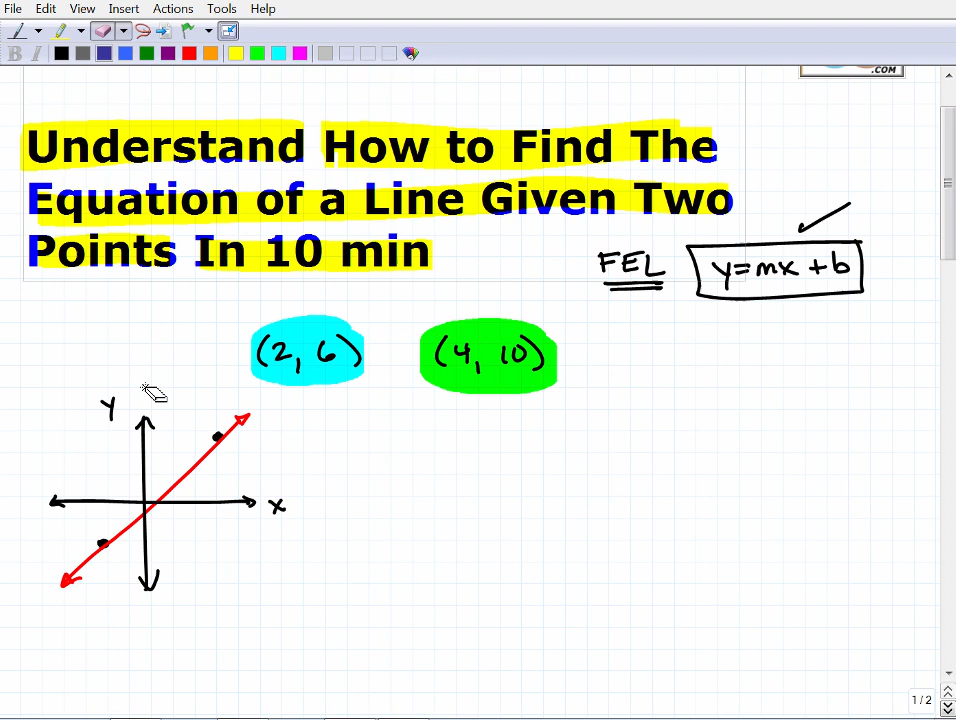 File Edit View Insert Actions Tools Help
B I
.COM
Understand How to Find The
Equation of a Line Given Two
Points In 10 min
FEL y=mx+b
(2, 6) (4, 10)
y
x
1 / 2